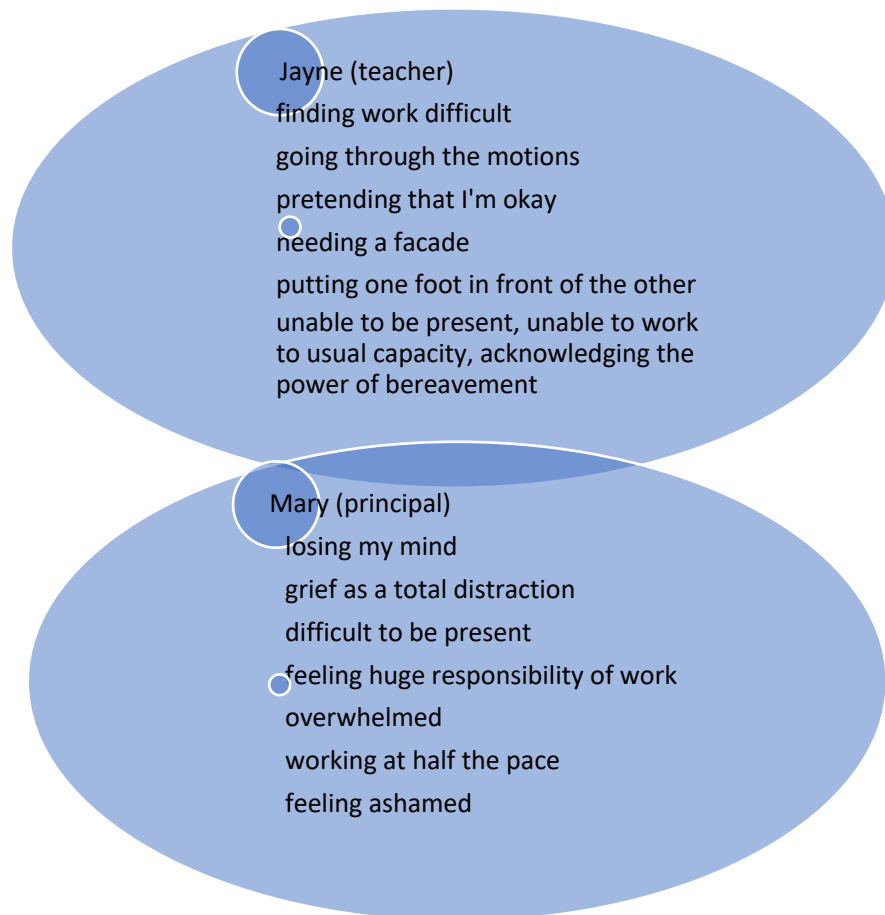 Jayne (teacher)
finding work difficult
going through the motions
pretending that I'm okay
needing a facade
putting one foot in front of the other
unable to be present, unable to work
to usual capacity, acknowledging the
power of bereavement
Mary (principal)
losing my mind
grief as a total distraction
difficult to be present
feeling huge responsibility of work
overwhelmed
working at half the pace
feeling ashamed